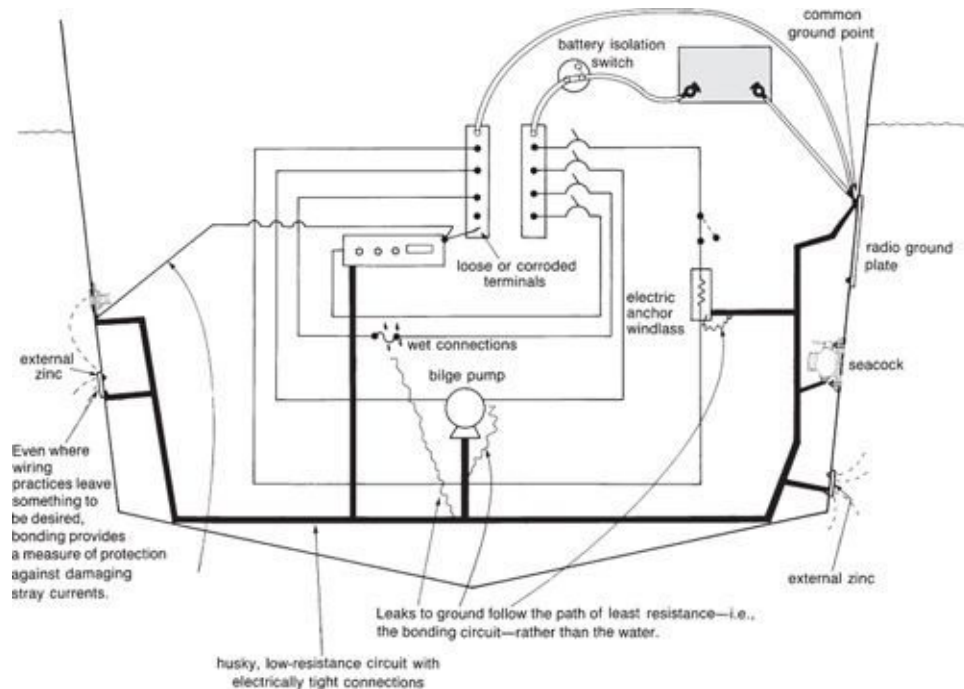 common
ground point
battery isolation
switch
radio ground
plate
loose or corroded
terminals
electric
anchor
windlass
wet connections
seacock
external
zinc
bilge pump
Even where
wiring
practices leave
something to
be desired,
bonding provides
a measure of protection
against damaging
stray currents.
external zinc
Leaks to ground follow the path of least resistance—i.e.,
the bonding circuit—rather than the water.
husky, low-resistance circuit with
electrically tight connections